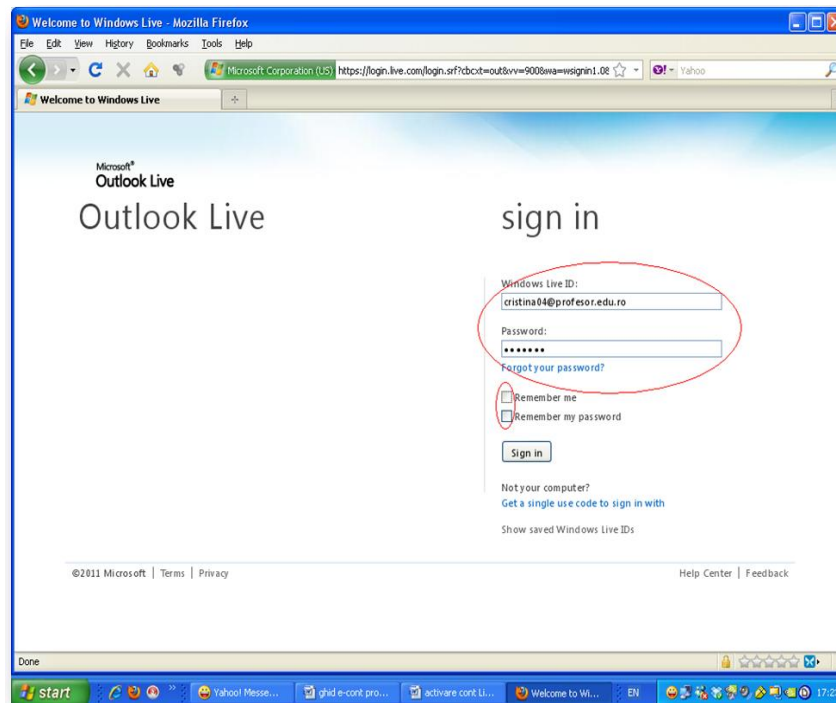 Welcome to Windows Live - Mozilla Firefox
File Edit View History Bookmarks Tools Help
Microsoft Corporation (US) https://login.live.com/login.srf?cbcxt=out&vv=900&wa=wsignin1.0& Yahoo
Welcome to Windows Live
Microsoft®
Outlook Live
Outlook Live
sign in
Windows Live ID:
cristina04@profesor.edu.ro
Password:
•••••••
Forgot your password?
Remember me
Remember my password
Sign in
Not your computer?
Get a single use code to sign in with
Show saved Windows Live IDs
©2011 Microsoft | Terms | Privacy
Help Center | Feedback
Done
start Yahoo! Messe... ghid e-cont pro... activare cont Li... Welcome to Wi... EN